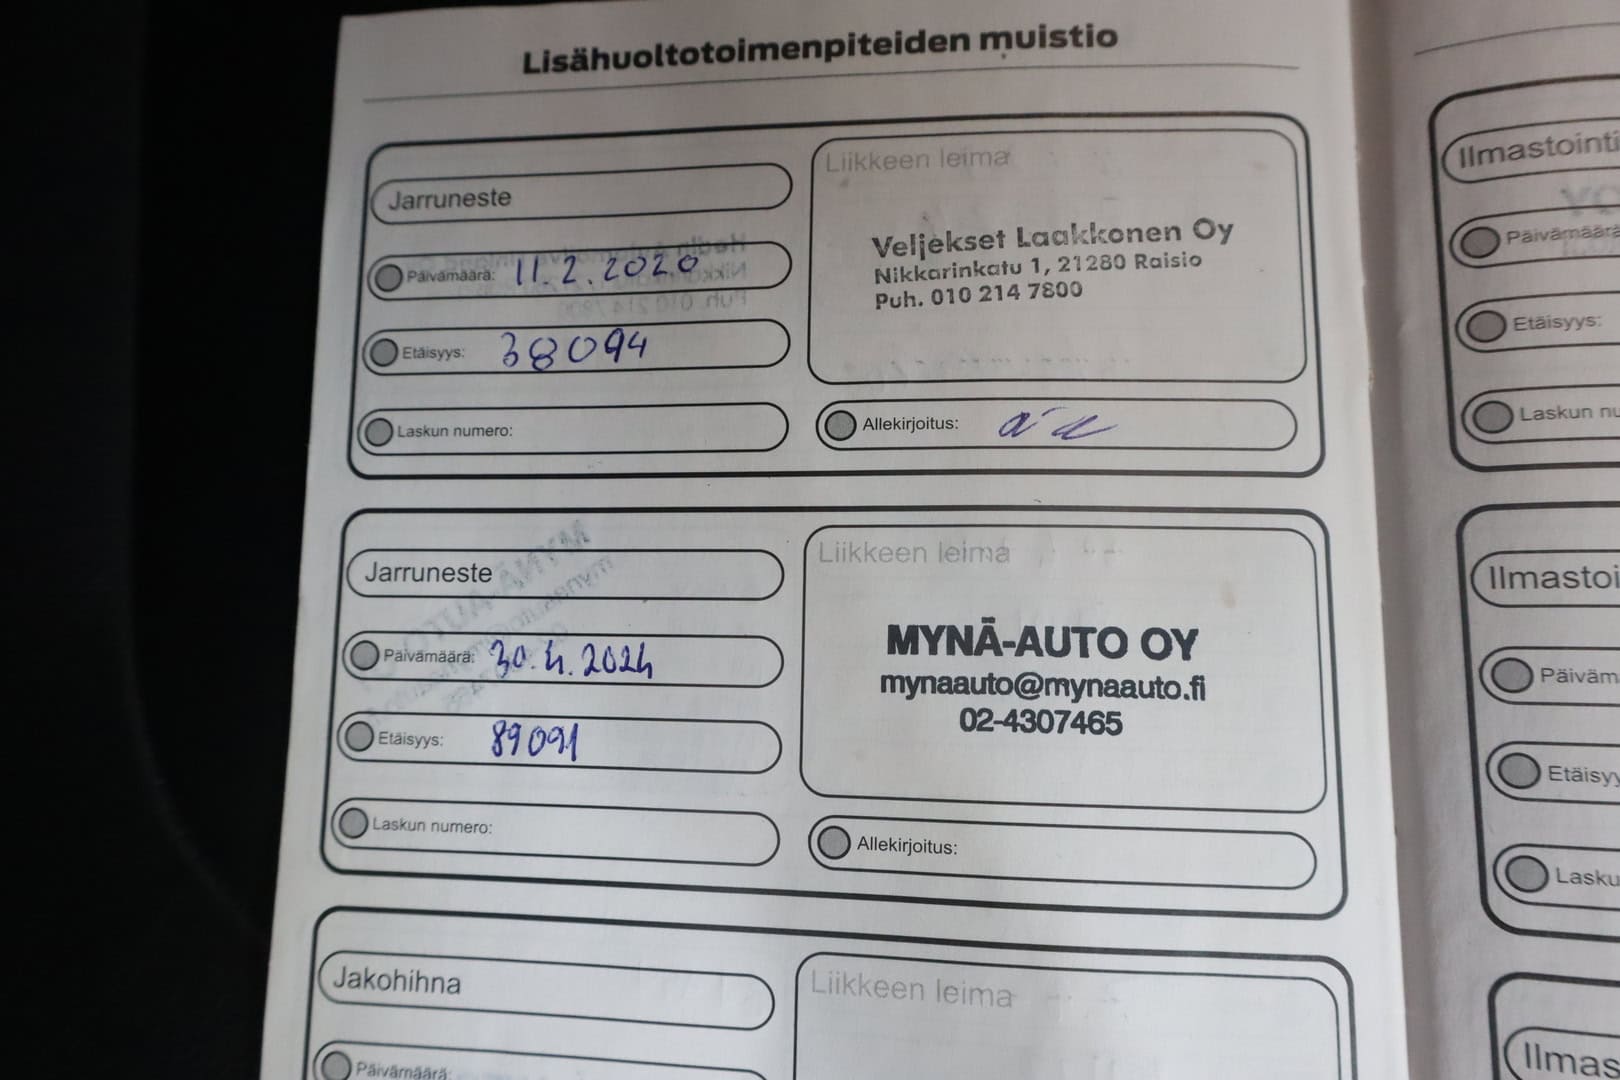 Lisähuoltotoimenpiteiden muistio
Jarruneste
Päivämäärä: 11.2.2020
Etäisyys: 38094
Laskun numero:
Liikkeen leima
Veljekset Laakkonen Oy
Nikkarinkatu 1, 21280 Raisio
Puh. 010 214 7800
Allekirjoitus:
Jarruneste
Päivämäärä: 30.4.2024
Etäisyys: 89091
Laskun numero:
Liikkeen leima
MYNÄ-AUTO OY
mynaauto@mynaauto.fi
02-4307465
Allekirjoitus:
Jakohihna
Päivämäärä:
Liikkeen leima
Ilmastointi
Päivämäärä
Etäisyys:
Laskun nu
Ilmastoi
Päiväm
Etäisyy
Lasku
Ilmas